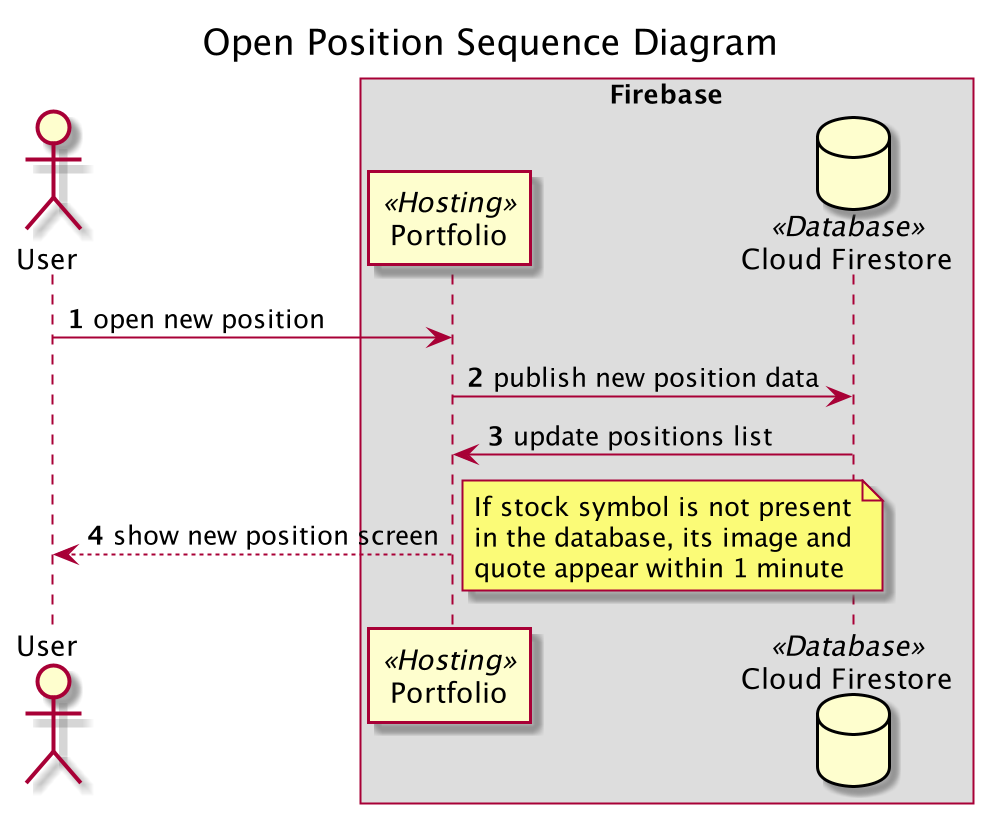 Open Position Sequence Diagram
Firebase
User
«Hosting»
Portfolio
«Database»
Cloud Firestore
1 open new position
2 publish new position data
3 update positions list
4 show new position screen
If stock symbol is not present
in the database, its image and
quote appear within 1 minute
User
«Hosting»
Portfolio
«Database»
Cloud Firestore